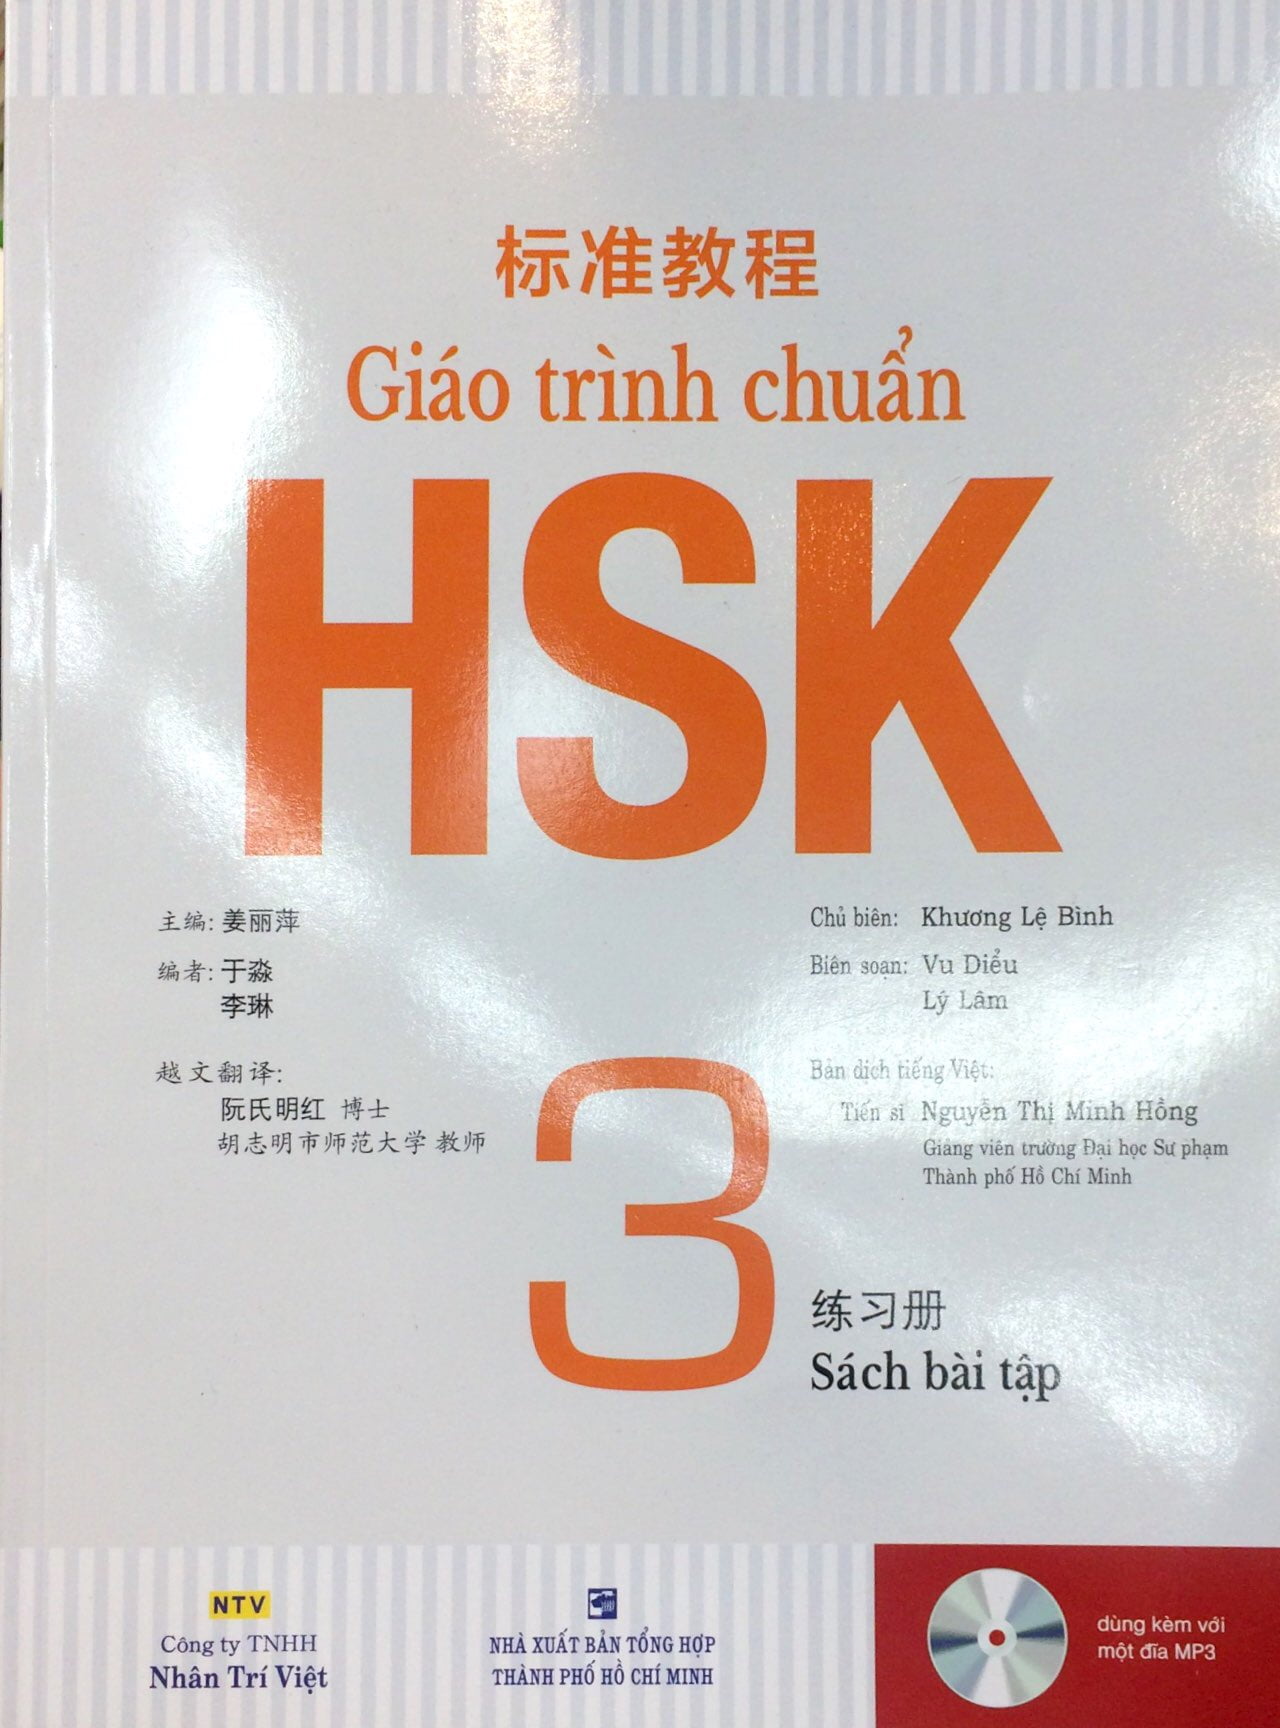 标准教程
Giáo trình chuẩn
HSK
主编: 姜丽萍
编者: 于淼
李琳
越文翻译:
阮氏明红 博士
胡志明市师范大学 教师
Chủ biên: Khương Lệ Bình
Biên soạn: Vu Diểu
Lý Lâm
Bản dịch tiếng Việt:
Tiến sĩ Nguyễn Thị Minh Hồng
Giảng viên trường Đại học Sư phạm
Thành phố Hồ Chí Minh
3
练习册
Sách bài tập
NTV
Công ty TNHH
Nhân Trí Việt
NHÀ XUẤT BẢN TỔNG HỢP
THÀNH PHỐ HỒ CHÍ MINH
dùng kèm với
một đĩa MP3